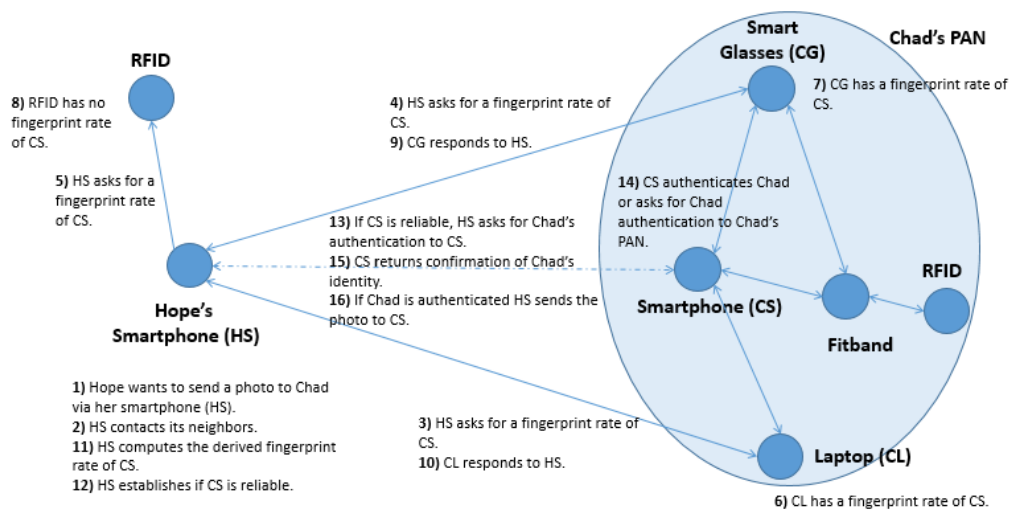 Smart
Glasses (CG)
Chad's PAN
RFID
8) RFID has no
fingerprint rate
of CS.
4) HS asks for a fingerprint rate of
CS.
9) CG responds to HS.
7) CG has a fingerprint rate of
CS.
5) HS asks for a
fingerprint rate
of CS.
14) CS authenticates Chad
or asks for Chad
authentication to Chad's
PAN.
13) If CS is reliable, HS asks for Chad's
authentication to CS.
15) CS returns confirmation of Chad's
identity.
16) If Chad is authenticated HS sends the
photo to CS.
RFID
Hope's
Smartphone (HS)
Smartphone (CS)
Fitband
1) Hope wants to send a photo to Chad
via her smartphone (HS).
2) HS contacts its neighbors.
11) HS computes the derived fingerprint
rate of CS.
12) HS establishes if CS is reliable.
3) HS asks for a fingerprint rate of
CS.
10) CL responds to HS.
Laptop (CL)
6) CL has a fingerprint rate of CS.